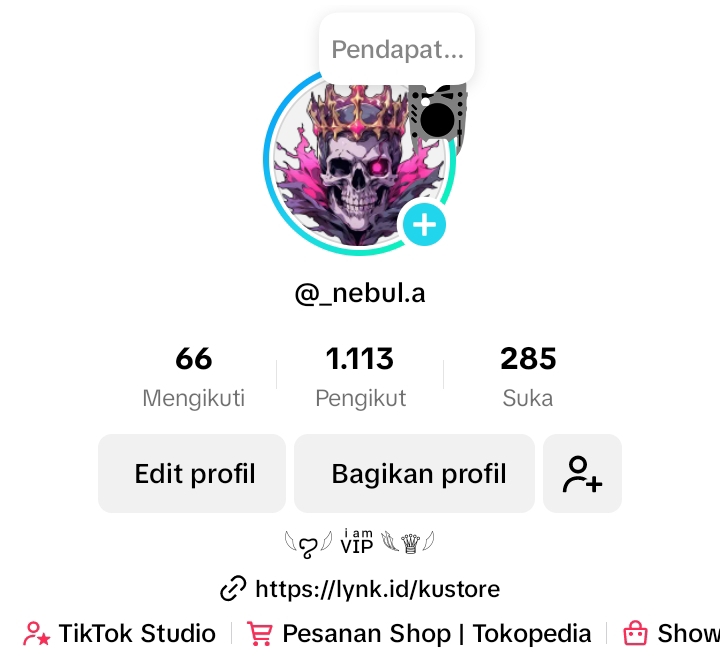 Pendapat...
@_nebul.a
66 1.113 285
Mengikuti Pengikut Suka
Edit profil Bagikan profil
i am
VIP
https://lynk.id/kustore
TikTok Studio Pesanan Shop | Tokopedia Show